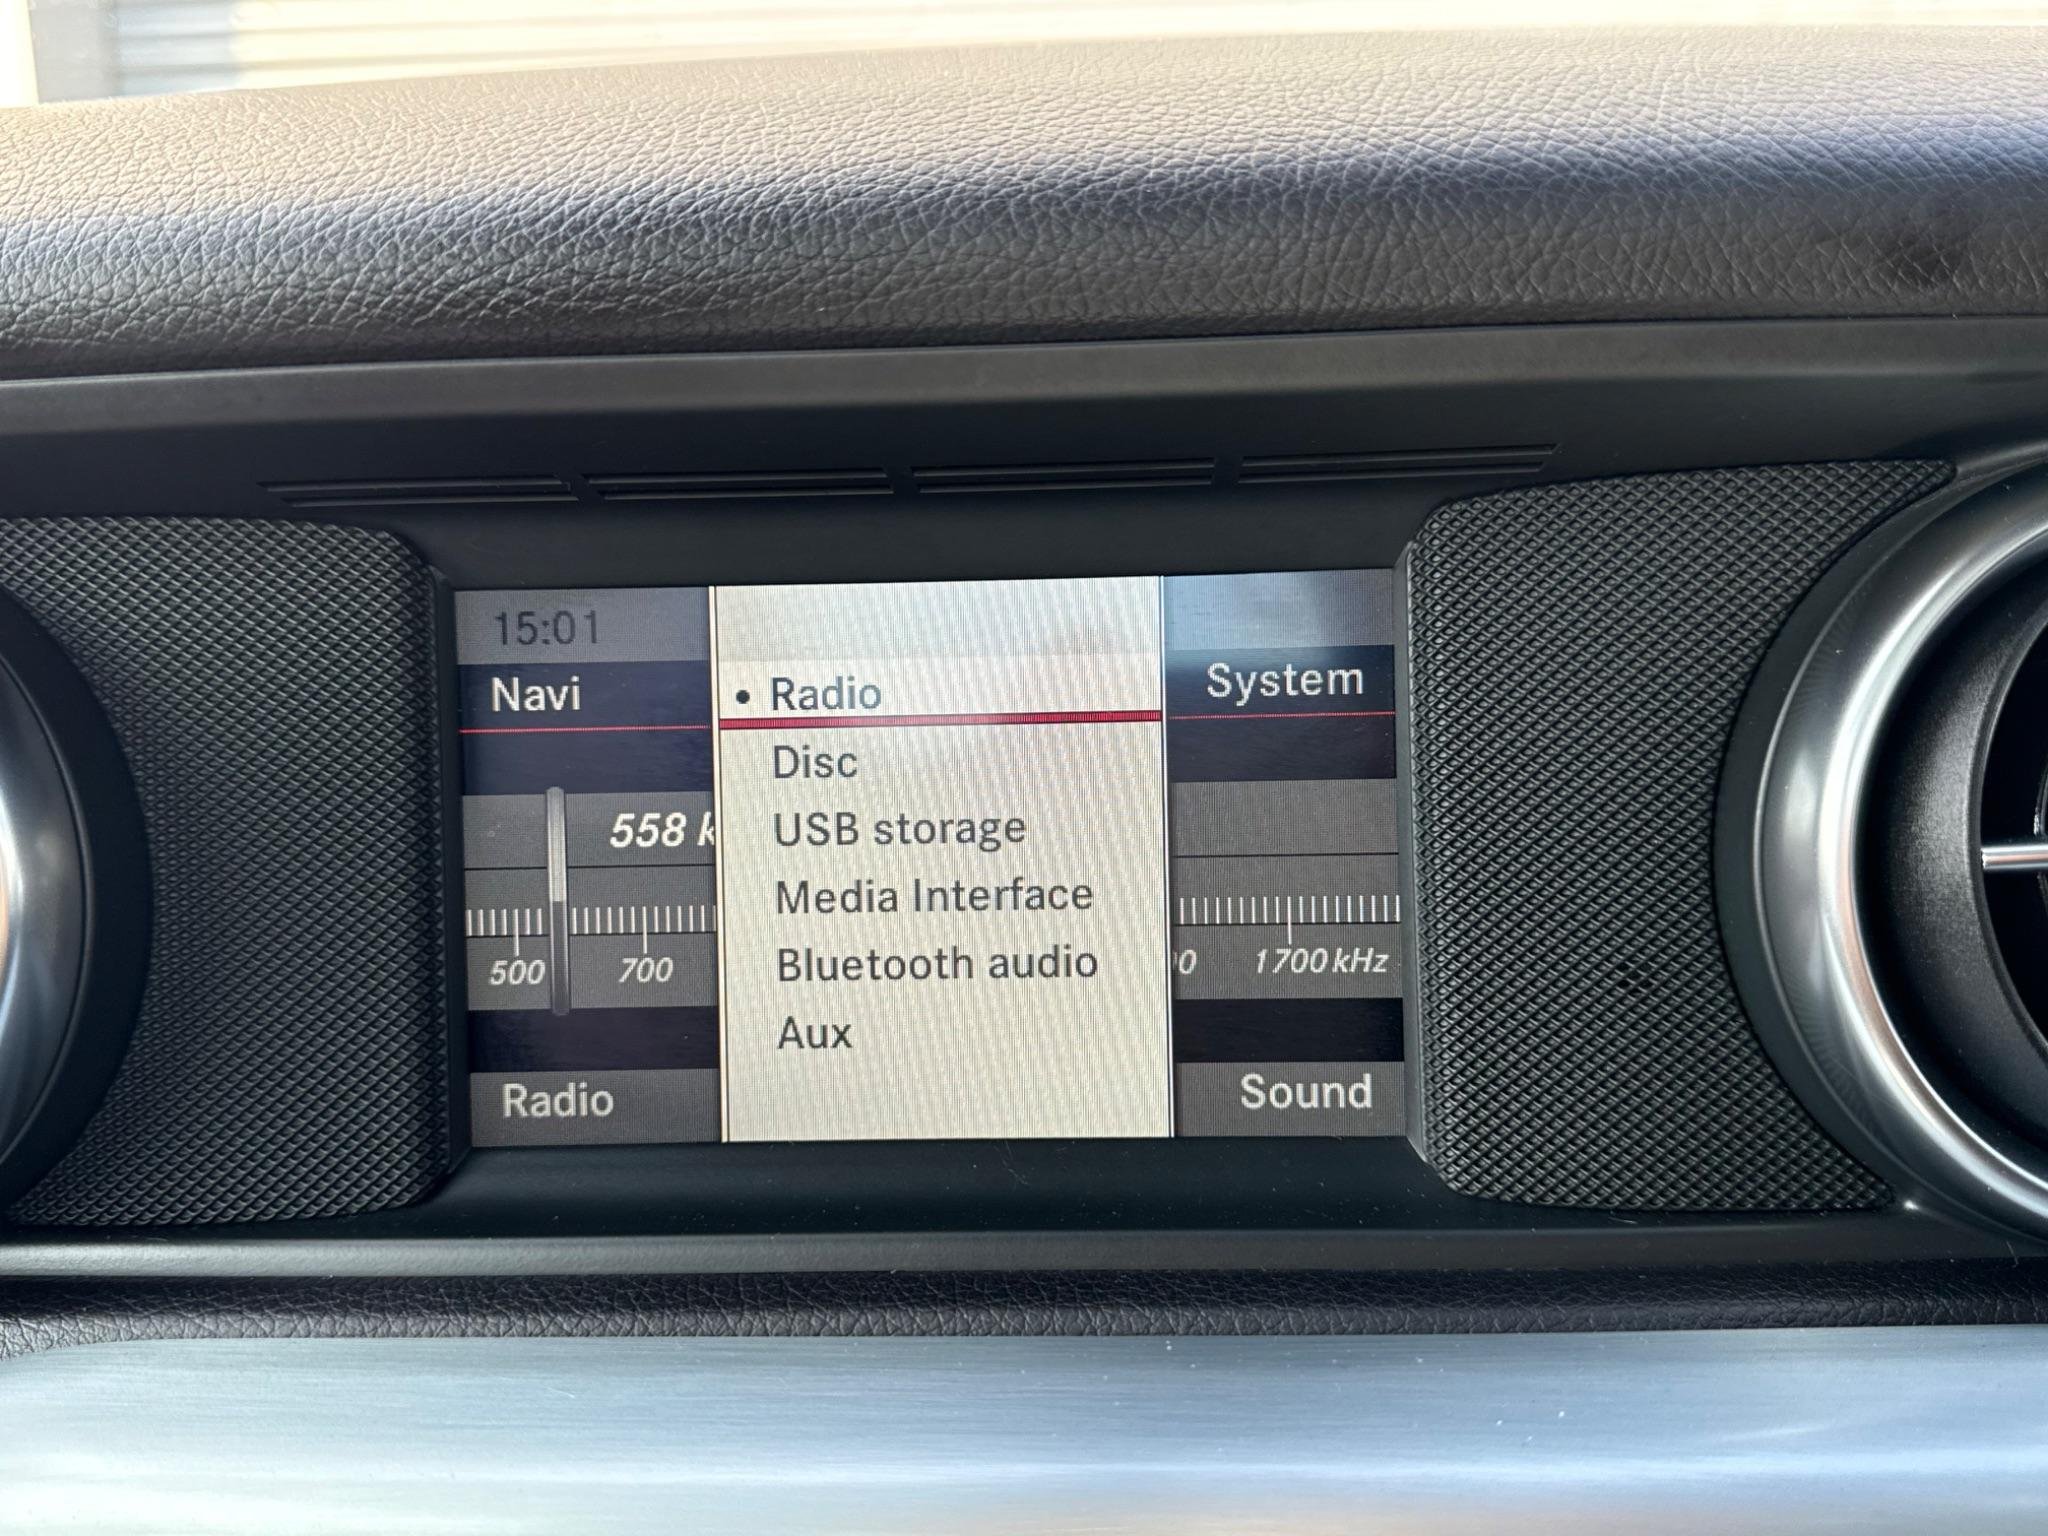 15:01
Navi
• Radio
System
Disc
USB storage
Media Interface
Bluetooth audio
Aux
558 k
500 700
0 1700 kHz
Radio
Sound